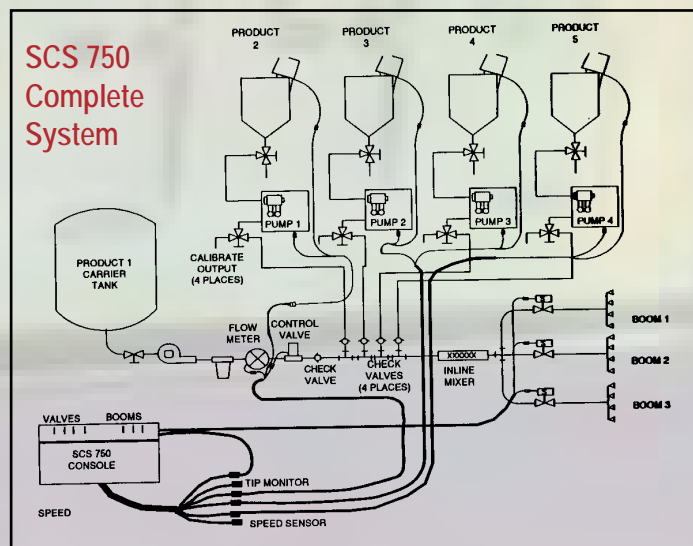 SCS 750
Complete
System
PRODUCT
2
PRODUCT
3
PRODUCT
4
PRODUCT
5
PUMP 1
PUMP 2
PUMP 3
PUMP 4
PRODUCT 1
CARRIER
TANK
CALIBRATE
OUTPUT
(4 PLACES)
FLOW
METER
CONTROL
VALVE
CHECK
VALVE
CHECK
VALVES
(4 PLACES)
XXXXXX
INLINE
MIXER
BOOM 1
BOOM 2
BOOM 3
VALVES BOOMS
SCS 750
CONSOLE
TIP MONITOR
SPEED
SPEED SENSOR